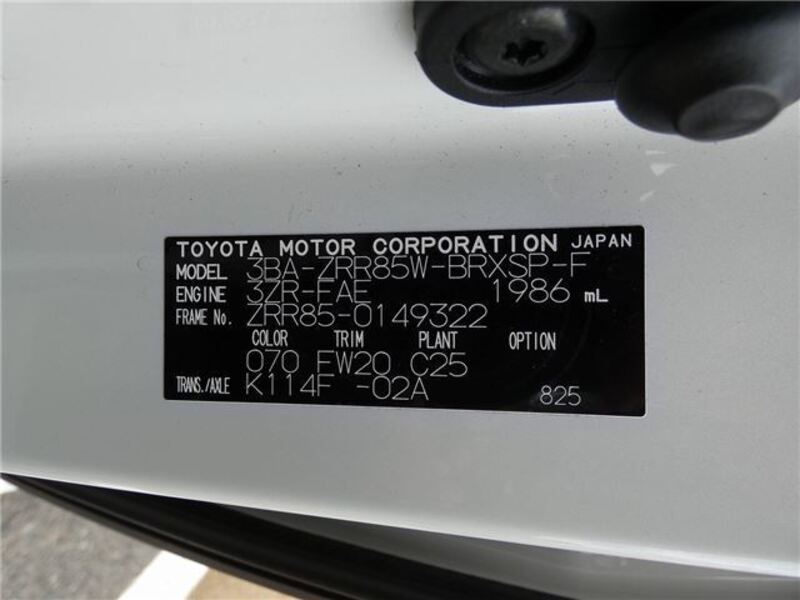 TOYOTA MOTOR CORPORATION JAPAN
MODEL 3BA-ZRR85W-BRXSP-F
ENGINE 3ZR-FAE 1986 mL
FRAME No. ZRR85-0149322
COLOR TRIM PLANT OPTION
070 FW20 C25
TRANS./AXLE K114F -02A 825